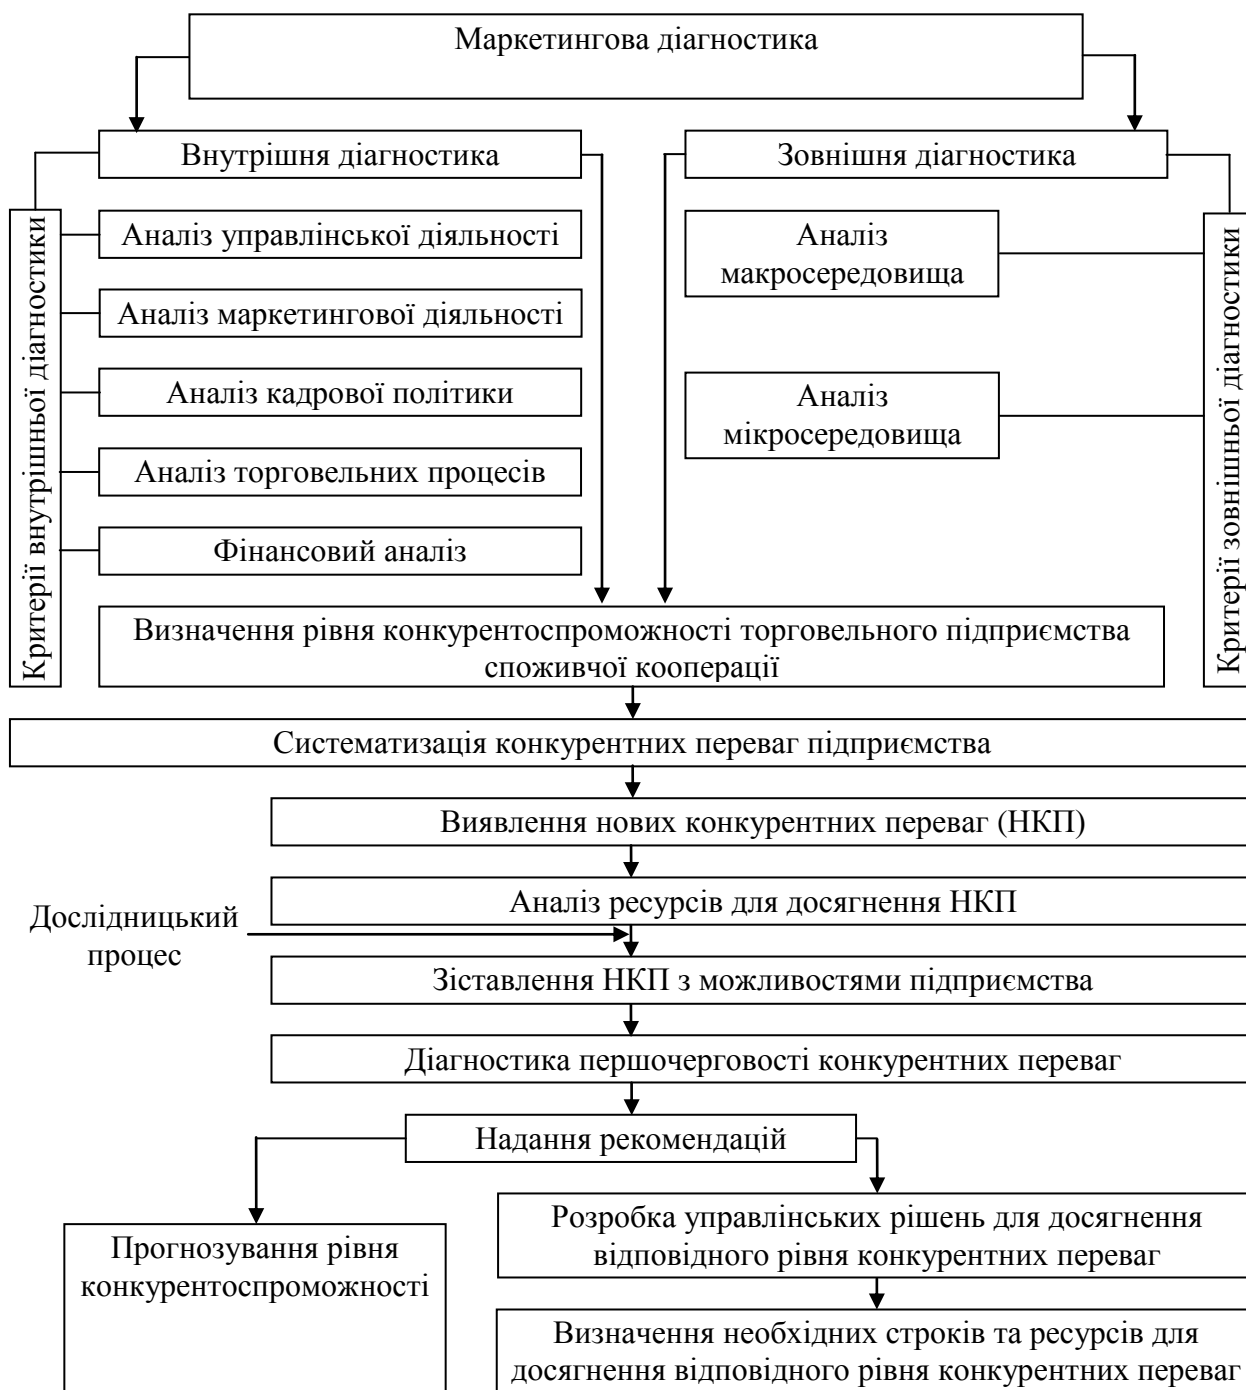 Маркетингова діагностика
Внутрішня діагностика
Зовнішня діагностика
Критерії внутрішньої діагностики
Аналіз управлінської діяльності
Аналіз маркетингової діяльності
Аналіз кадрової політики
Аналіз торговельних процесів
Фінансовий аналіз
Аналіз
макросередовища
Аналіз
мікросередовища
Критерії зовнішньої діагностики
Визначення рівня конкурентоспроможності торговельного підприємства
споживчої кооперації
Систематизація конкурентних переваг підприємства
Виявлення нових конкурентних переваг (НКП)
Аналіз ресурсів для досягнення НКП
Дослідницький
процес
Зіставлення НКП з можливостями підприємства
Діагностика першочерговості конкурентних переваг
Надання рекомендацій
Прогнозування рівня
конкурентоспроможності
Розробка управлінських рішень для досягнення
відповідного рівня конкурентних переваг
Визначення необхідних строків та ресурсів для
досягнення відповідного рівня конкурентних переваг